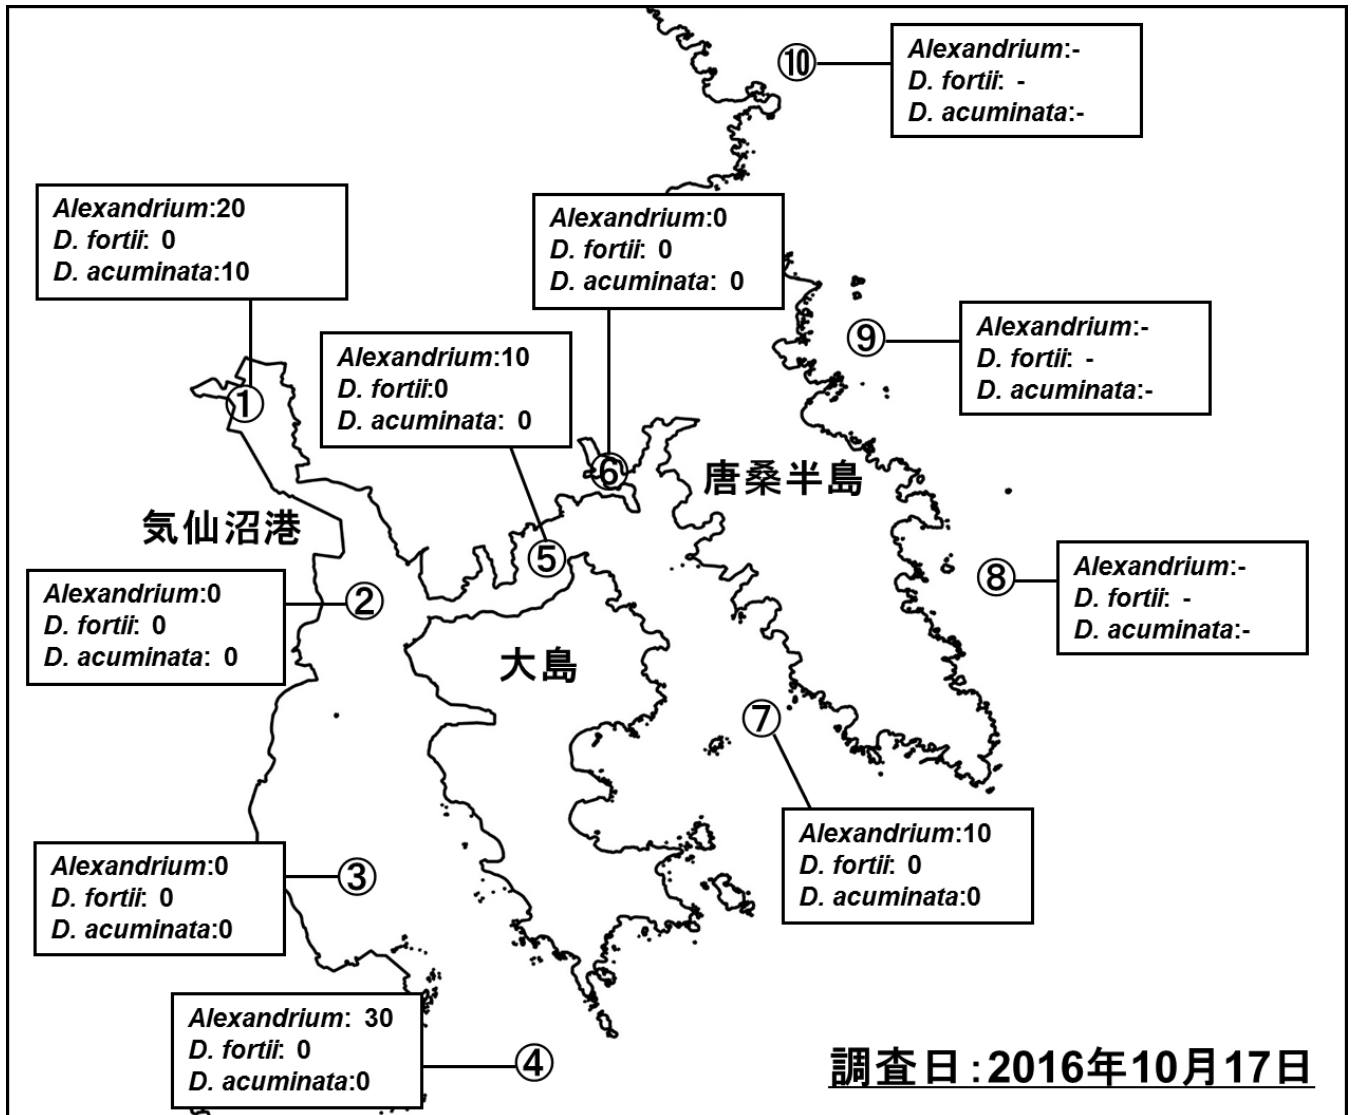 ⑩
Alexandrium:-
D. fortii: -
D. acuminata:-
Alexandrium:20
D. fortii: 0
D. acuminata:10
Alexandrium:0
D. fortii: 0
D. acuminata: 0
⑨
Alexandrium:-
D. fortii: -
D. acuminata:-
Alexandrium:10
D. fortii:0
D. acuminata: 0
①
⑥
唐桑半島
気仙沼港
⑤
⑧
Alexandrium:-
D. fortii: -
D. acuminata:-
Alexandrium:0
D. fortii: 0
D. acuminata: 0
②
大島
⑦
Alexandrium:10
D. fortii: 0
D. acuminata:0
Alexandrium:0
D. fortii: 0
D. acuminata:0
③
Alexandrium: 30
D. fortii: 0
D. acuminata:0
④
調査日:2016年10月17日